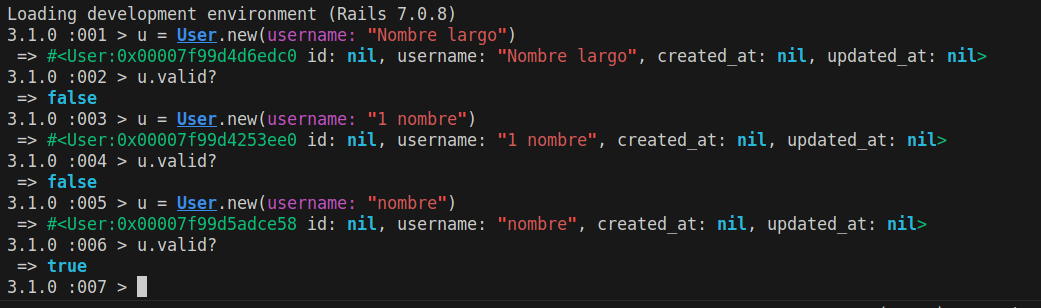 Loading development environment (Rails 7.0.8)
3.1.0 :001 > u = User.new(username: "Nombre largo")
 => #<User:0x00007f99d4d6edc0 id: nil, username: "Nombre largo", created_at: nil, updated_at: nil>
3.1.0 :002 > u.valid?
 => false
3.1.0 :003 > u = User.new(username: "1 nombre")
 => #<User:0x00007f99d4253ee0 id: nil, username: "1 nombre", created_at: nil, updated_at: nil>
3.1.0 :004 > u.valid?
 => false
3.1.0 :005 > u = User.new(username: "nombre")
 => #<User:0x00007f99d5adce58 id: nil, username: "nombre", created_at: nil, updated_at: nil>
3.1.0 :006 > u.valid?
 => true
3.1.0 :007 >